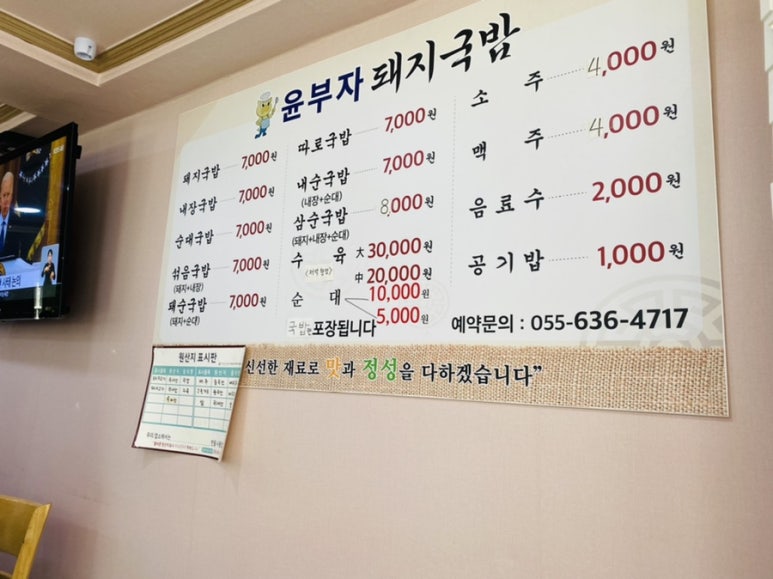 윤부자 돼지국밥
돼지국밥 7,000원
내장국밥 7,000원
순대국밥 7,000원
섞음국밥 7,000원
(돼지+내장)
돼순국밥 7,000원
(돼지+순대)
따로국밥 7,000원
내순국밥 7,000원
(내장+순대)
삼순국밥 8,000원
(돼지+내장+순대)
수육 大 30,000원
中 20,000원
순대 10,000원
5,000원
국밥 포장됩니다
소주 4,000원
맥주 4,000원
음료수 2,000원
공기밥 1,000원
예약문의 : 055-636-4717
신선한 재료로 맛과 정성을 다하겠습니다”
원산지 표시판